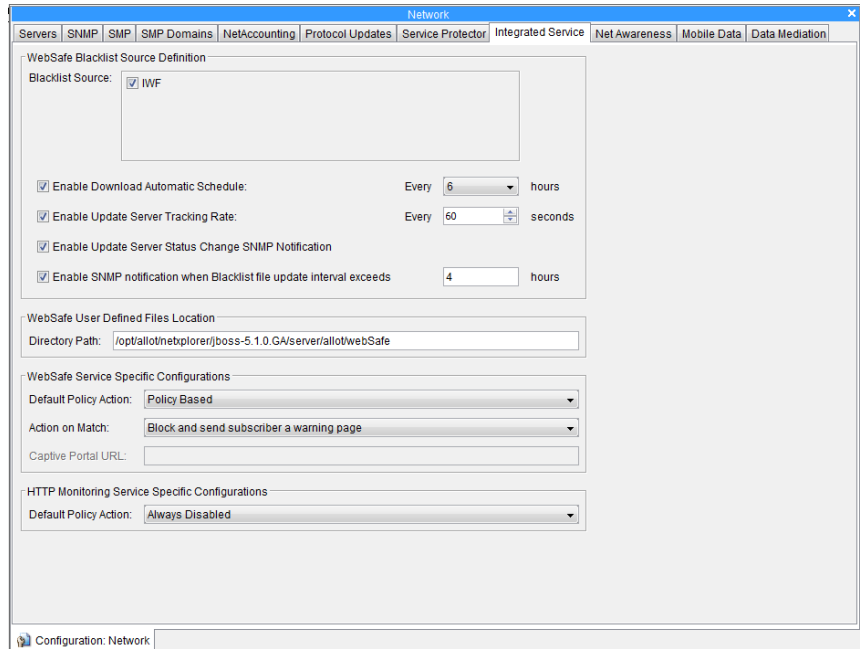 Network
Servers SNMP SMP SMP Domains NetAccounting Protocol Updates Service Protector Integrated Service Net Awareness Mobile Data Data Mediation
WebSafe Blacklist Source Definition
Blacklist Source: IWF
Enable Download Automatic Schedule: Every 6 hours
Enable Update Server Tracking Rate: Every 60 seconds
Enable Update Server Status Change SNMP Notification
Enable SNMP notification when Blacklist file update interval exceeds 4 hours
WebSafe User Defined Files Location
Directory Path: /opt/allot/netxplorer/jboss-5.1.0.GA/server/allot/webSafe
WebSafe Service Specific Configurations
Default Policy Action: Policy Based
Action on Match: Block and send subscriber a warning page
Captive Portal URL:
HTTP Monitoring Service Specific Configurations
Default Policy Action: Always Disabled
Configuration: Network